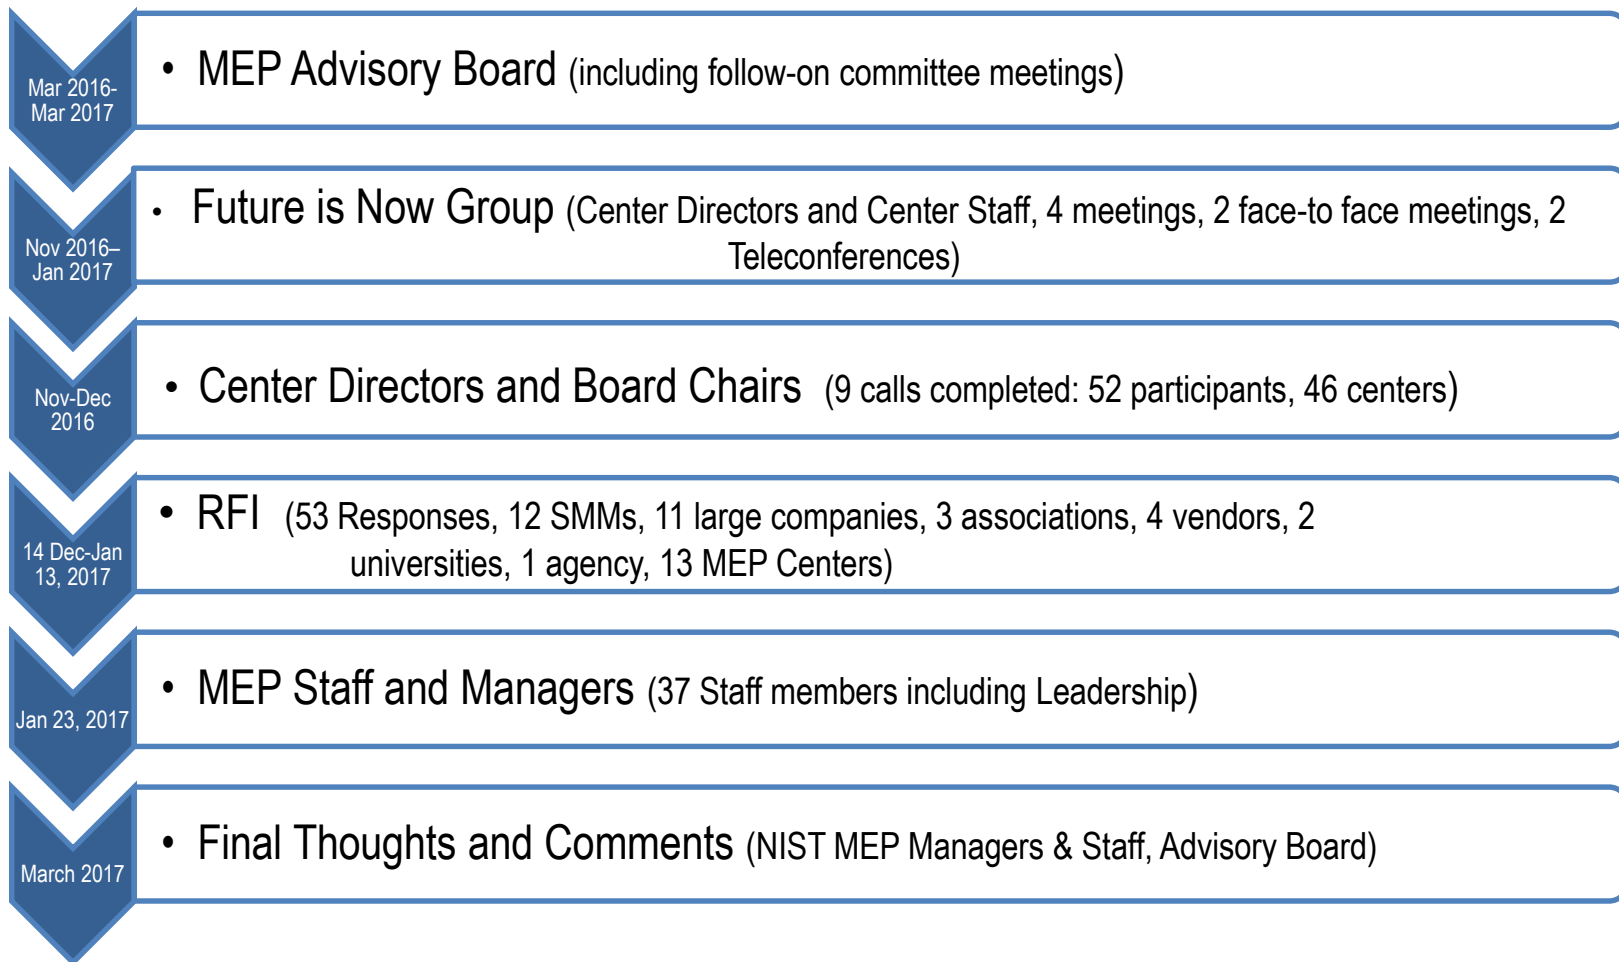 Mar 2016-
Mar 2017
• MEP Advisory Board (including follow-on committee meetings)
Nov 2016–
Jan 2017
• Future is Now Group (Center Directors and Center Staff, 4 meetings, 2 face-to face meetings, 2
Teleconferences)
Nov-Dec
2016
• Center Directors and Board Chairs (9 calls completed: 52 participants, 46 centers)
14 Dec-Jan
13, 2017
• RFI (53 Responses, 12 SMMs, 11 large companies, 3 associations, 4 vendors, 2
universities, 1 agency, 13 MEP Centers)
Jan 23, 2017
• MEP Staff and Managers (37 Staff members including Leadership)
March 2017
• Final Thoughts and Comments (NIST MEP Managers & Staff, Advisory Board)